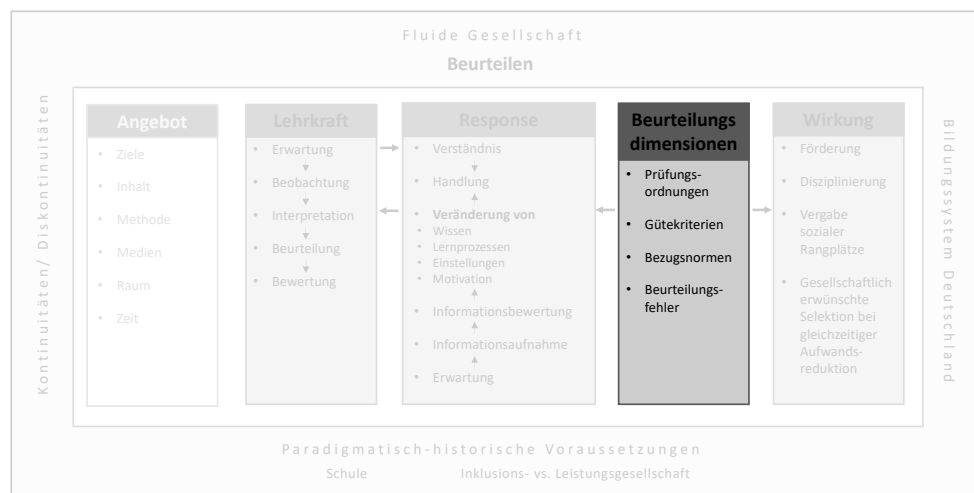 Fluide Gesellschaft
Beurteilen
Kontinuitäten/ Diskontinuitäten
Angebot
• Ziele
• Inhalt
• Methode
• Medien
• Raum
• Zeit
Lehrkraft
• Erwartung
• Beobachtung
• Interpretation
• Beurteilung
• Bewertung
Response
• Verständnis
• Handlung
• Veränderung von
• Wissen
• Lernprozessen
• Einstellungen
• Motivation
• Informationsbewertung
• Informationsaufnahme
• Erwartung
Beurteilungs
dimensionen
• Prüfungs-
ordnungen
• Gütekriterien
• Bezugsnormen
• Beurteilungs-
fehler
Wirkung
• Förderung
• Disziplinierung
• Vergabe
sozialer
Rangplätze
• Gesellschaftlich
erwünschte
Selektion bei
gleichzeitiger
Aufwands-
reduktion
Bildungssystem Deutschland
Paradigmatisch-historische Voraussetzungen
Schule
Inklusions- vs. Leistungsgesellschaft